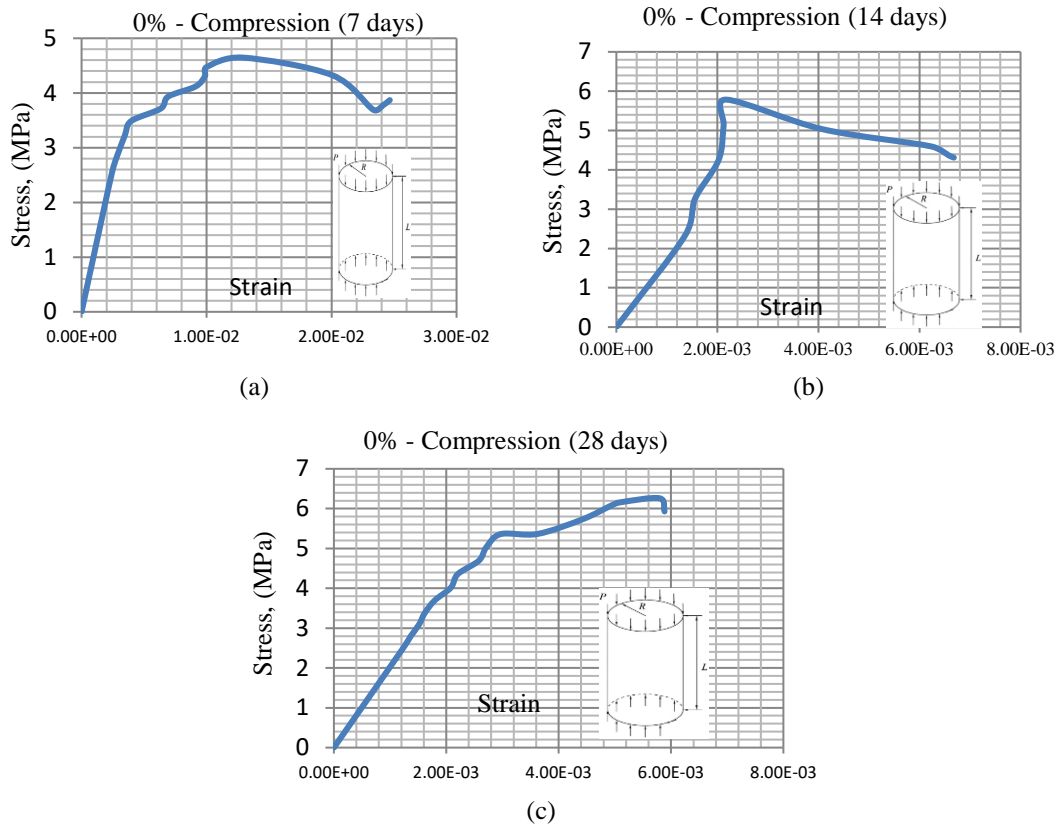 0% - Compression (7 days)
5
4
3
2
1
0
Stress, (MPa)
Strain
P
R
L
0.00E+00 1.00E-02 2.00E-02 3.00E-02
(a)
0% - Compression (14 days)
7
6
5
4
3
2
1
0
Stress, (MPa)
Strain
P
R
L
0.00E+00 2.00E-03 4.00E-03 6.00E-03 8.00E-03
(b)
0% - Compression (28 days)
7
6
5
4
3
2
1
0
Stress, (MPa)
Strain
P
R
L
0.00E+00 2.00E-03 4.00E-03 6.00E-03 8.00E-03
(c)